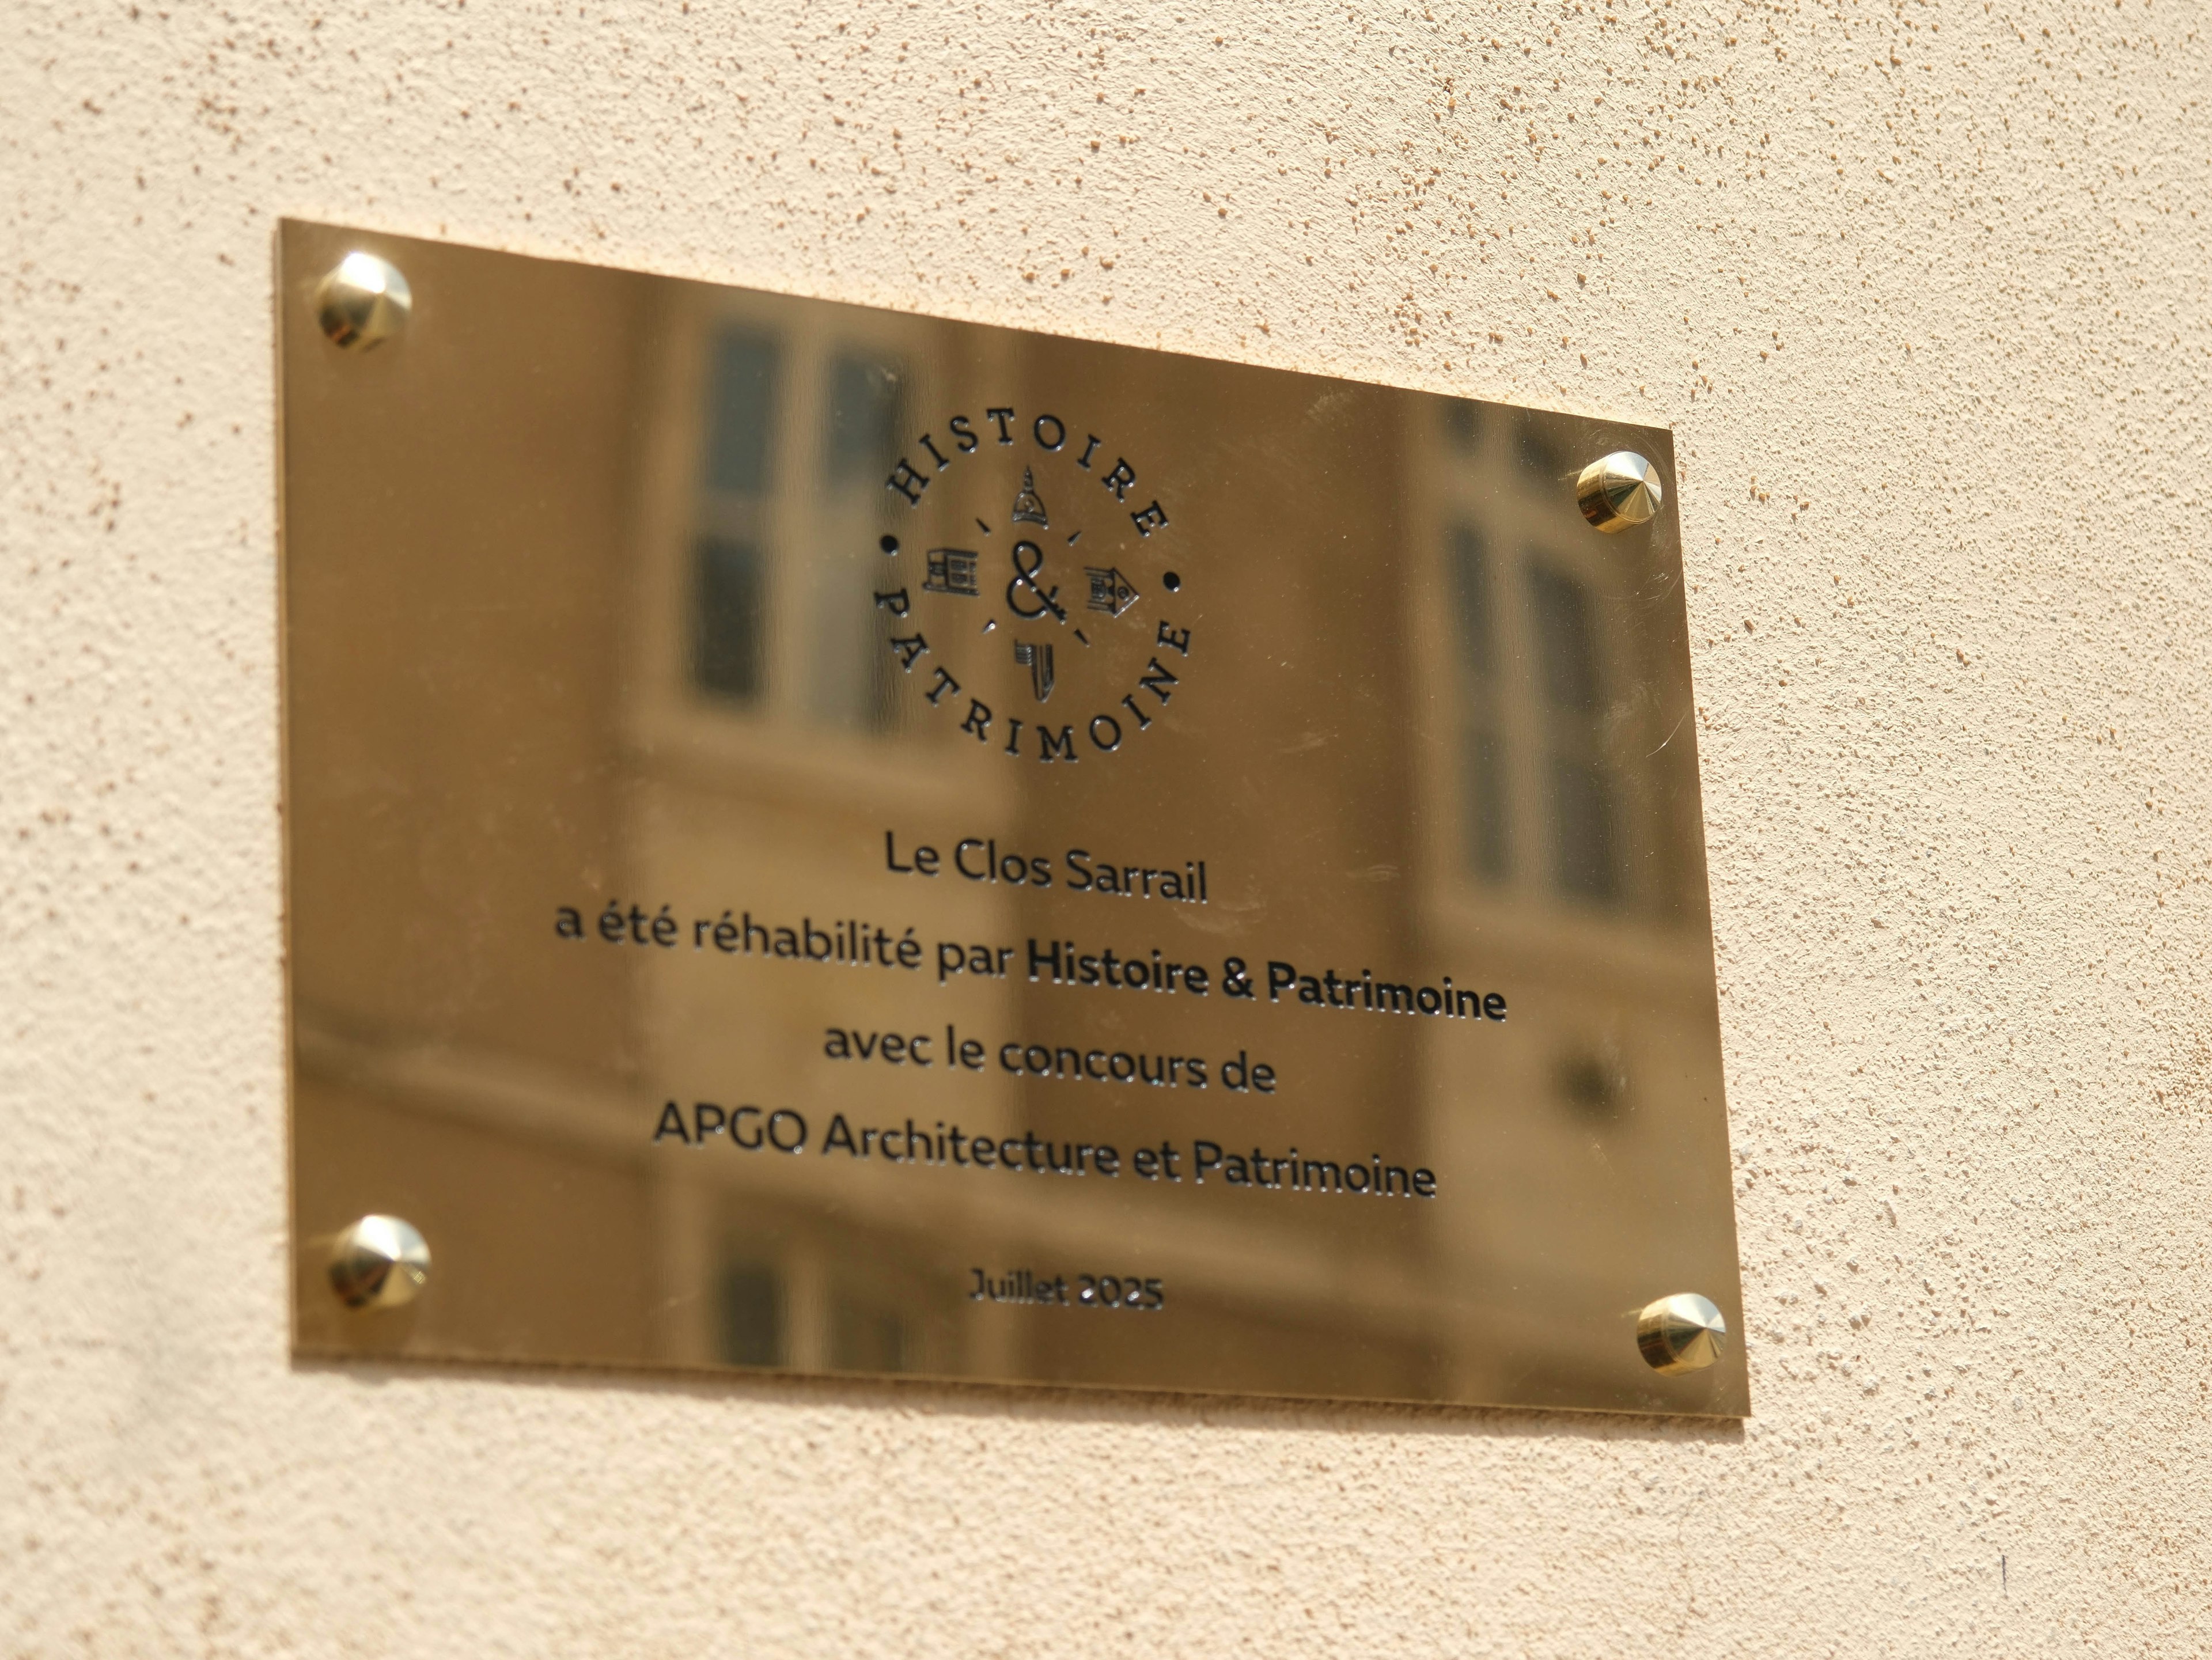 HISTOIRE
&
PATRIMOINE
Le Clos Sarrail
a été réhabilité par Histoire & Patrimoine
avec le concours de
APGO Architecture et Patrimoine
Juillet 2025